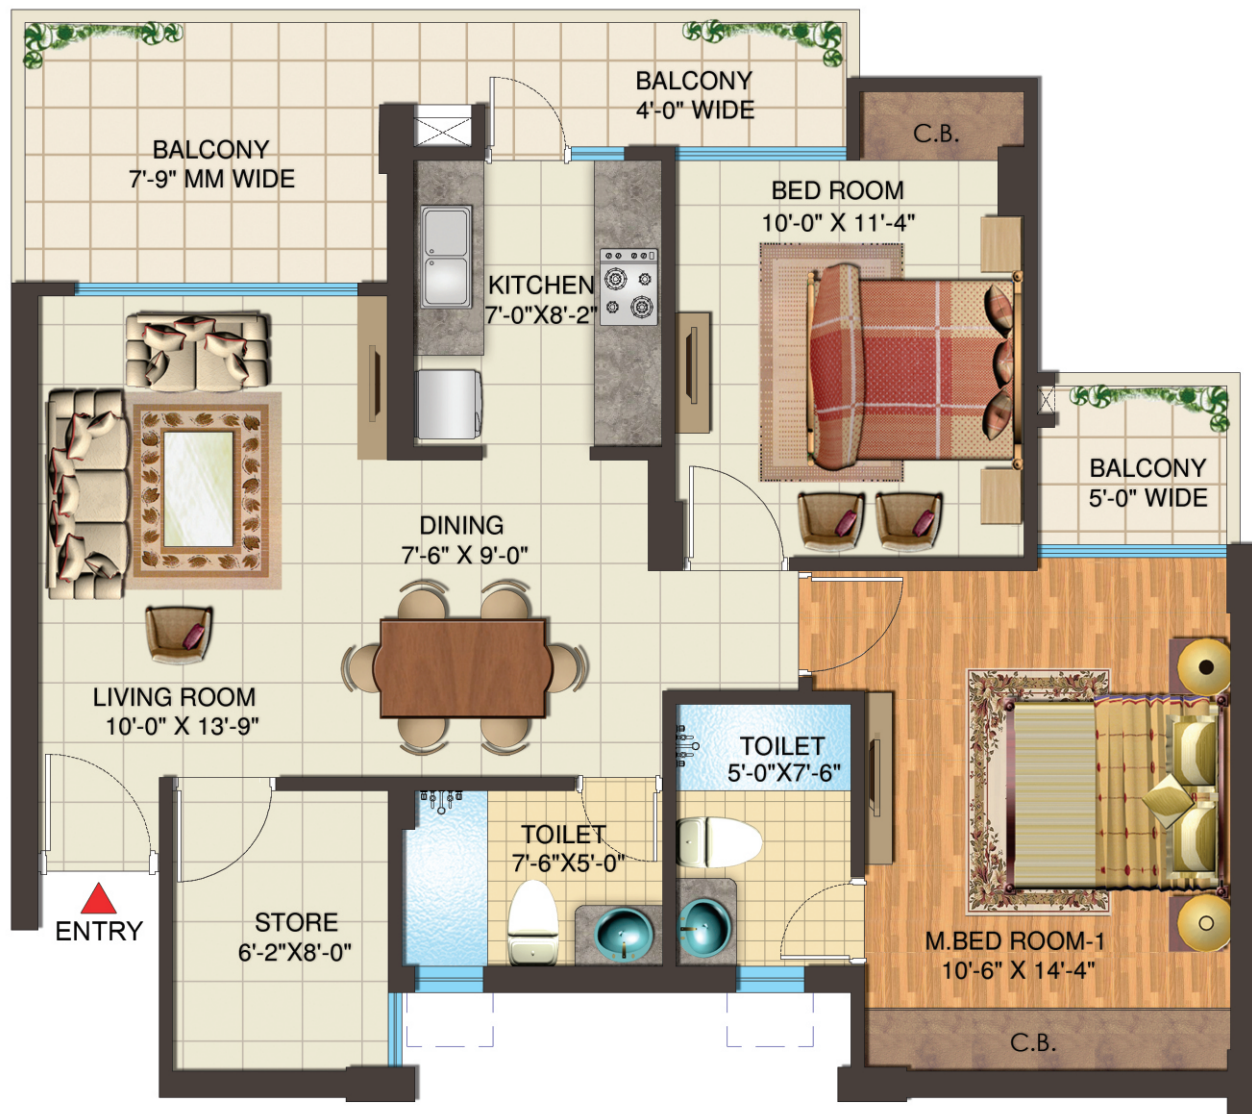 BALCONY
4'-0" WIDE
C.B.
BALCONY
7'-9" MM WIDE
BED ROOM
10'-0" X 11'-4"
KITCHEN
7'-0"X8'-2"
BALCONY
5'-0" WIDE
DINING
7'-6" X 9'-0"
LIVING ROOM
10'-0" X 13'-9"
TOILET
5'-0"X7'-6"
TOILET
7'-6"X5'-0"
ENTRY
STORE
6'-2"X8'-0"
M.BED ROOM-1
10'-6" X 14'-4"
C.B.